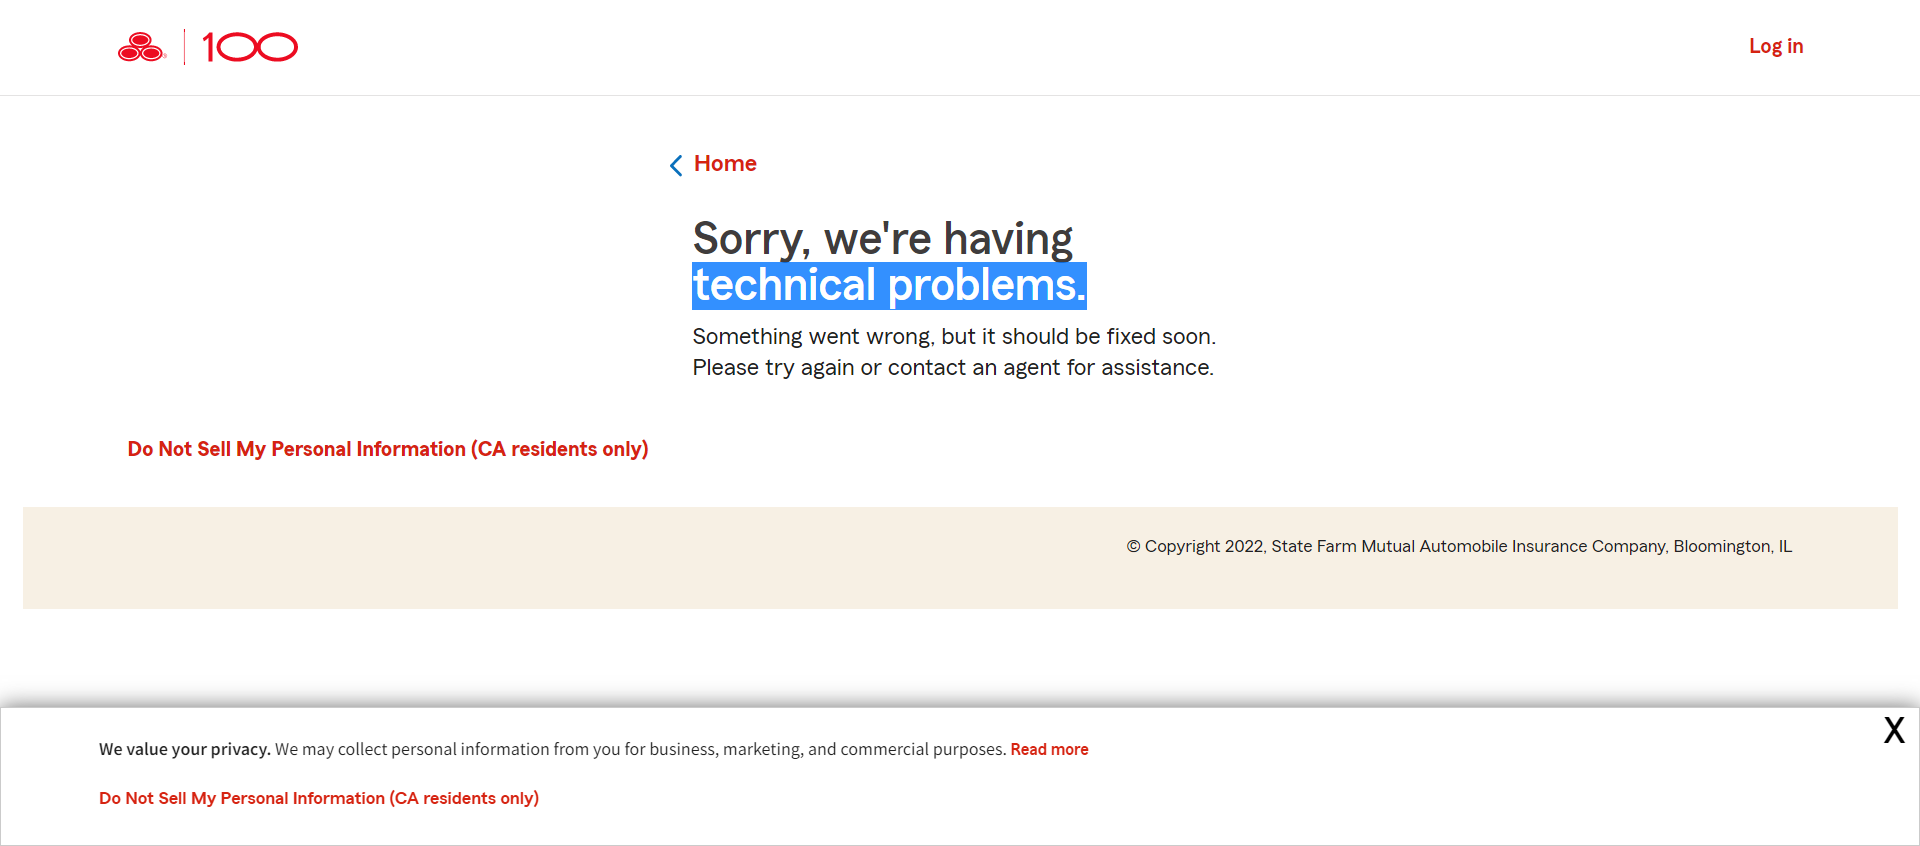 100
Log in
Home
Sorry, we're having
technical problems.
Something went wrong, but it should be fixed soon.
Please try again or contact an agent for assistance.
Do Not Sell My Personal Information (CA residents only)
© Copyright 2022, State Farm Mutual Automobile Insurance Company, Bloomington, IL
X
We value your privacy. We may collect personal information from you for business, marketing, and commercial purposes. Read more
Do Not Sell My Personal Information (CA residents only)